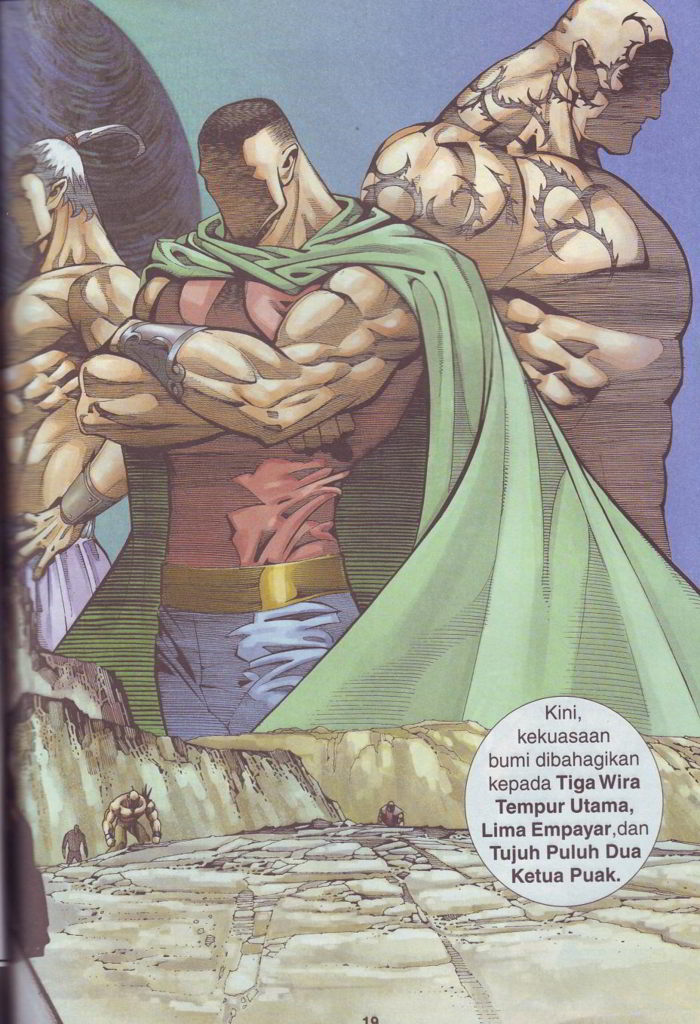 Kini,
kekuasaan
bumi dibahagikan
kepada Tiga Wira
Tempur Utama,
Lima Empayar,dan
Tujuh Puluh Dua
Ketua Puak.
19